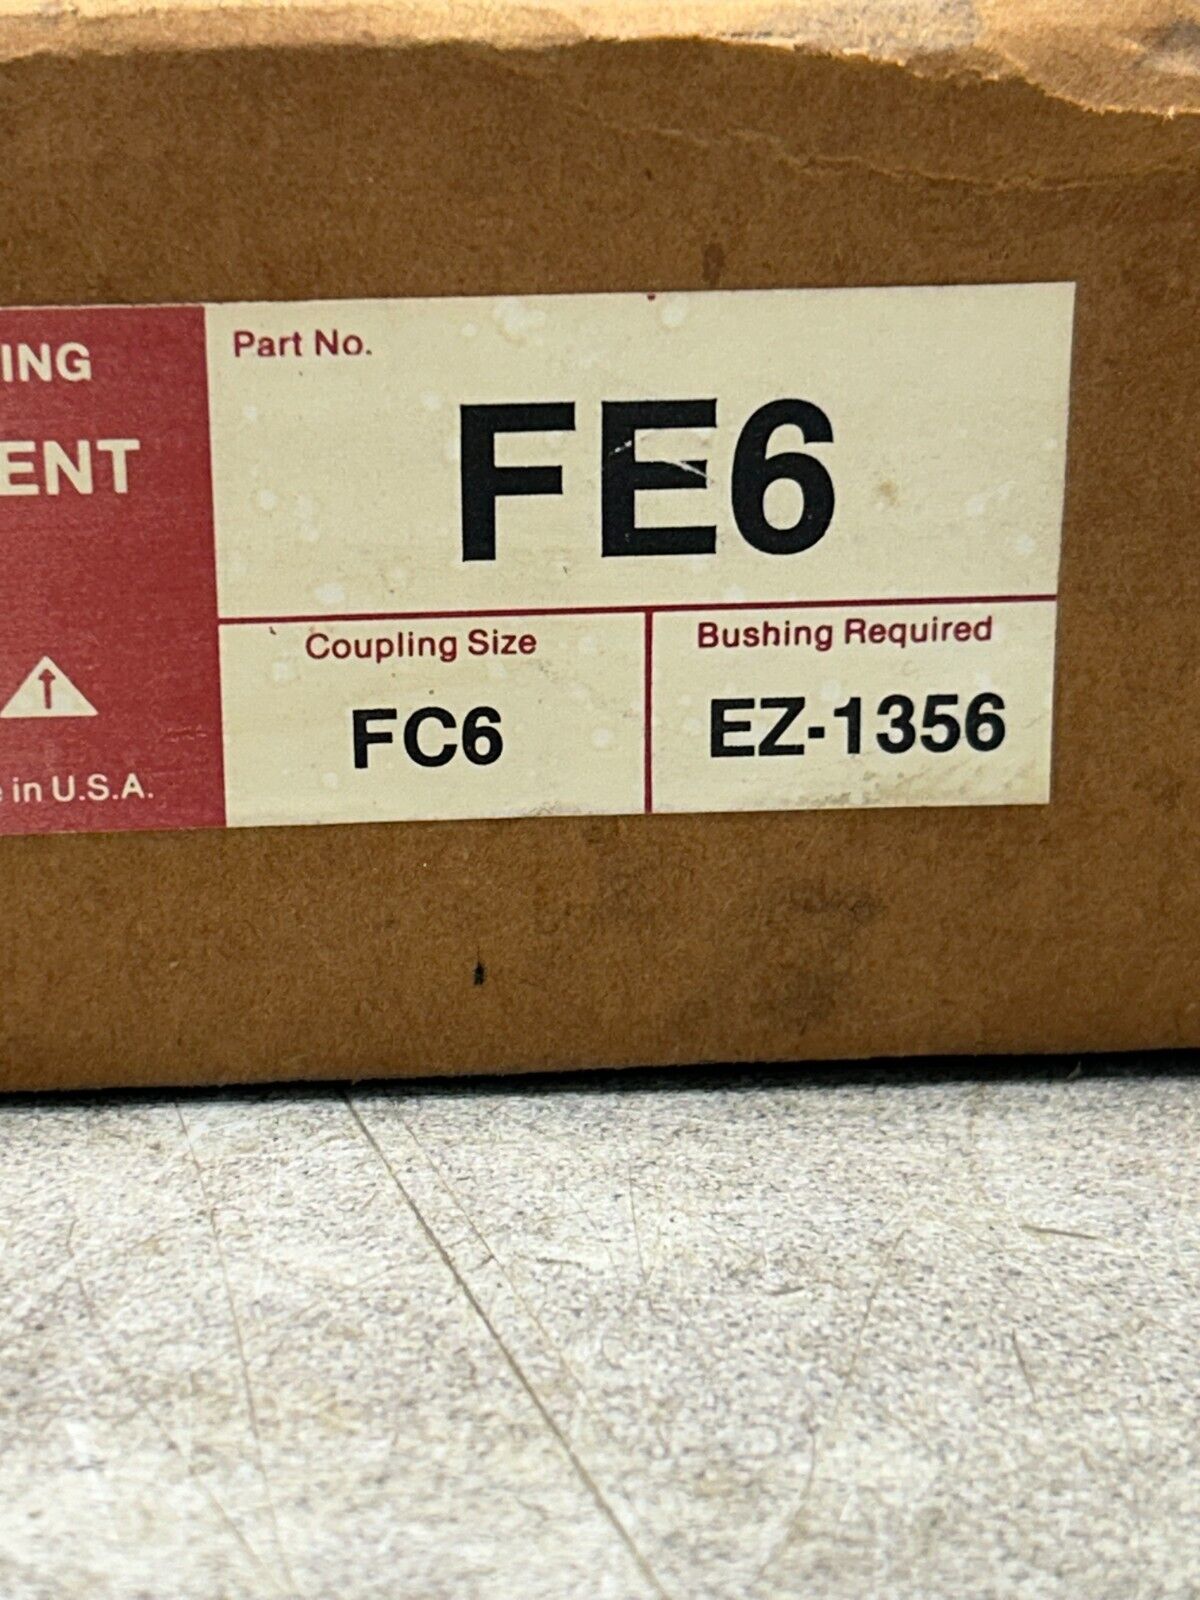 ING
ENT
in U.S.A.
Part No.
FE6
Coupling Size
FC6
Bushing Required
EZ-1356